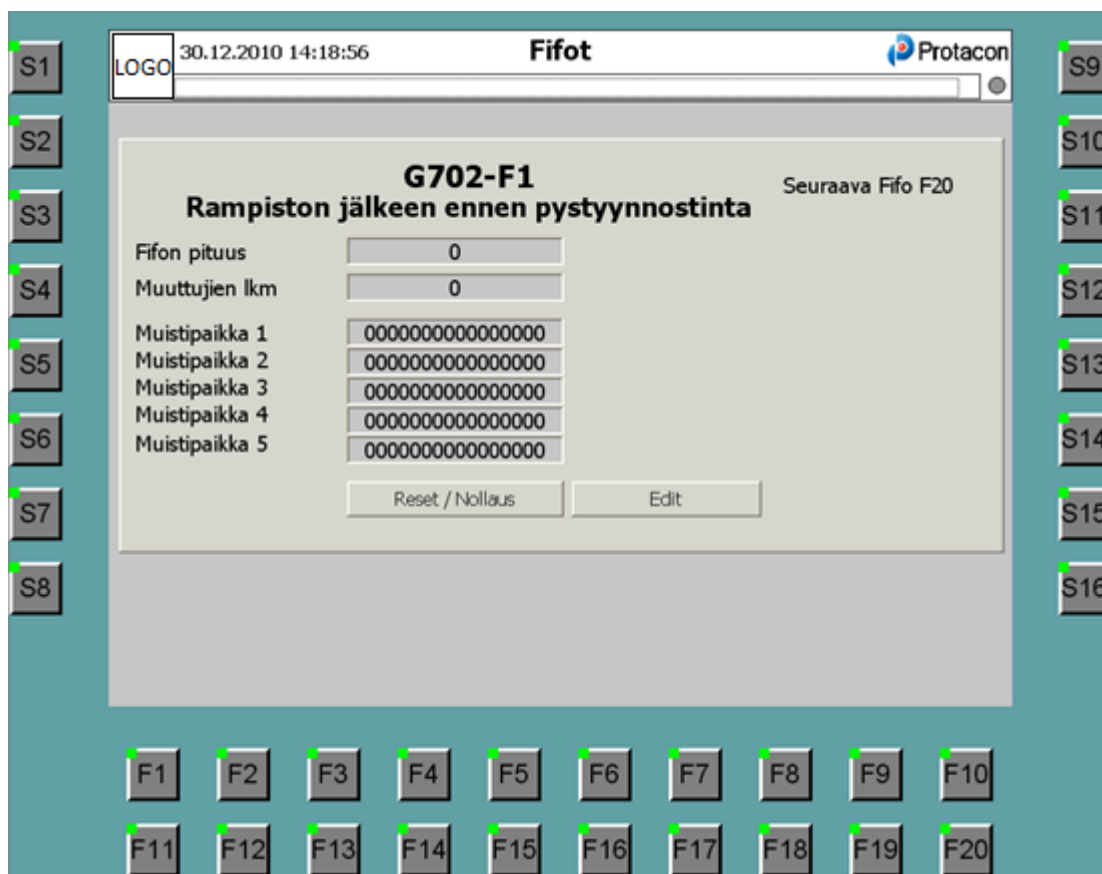 S1
S2
S3
S4
S5
S6
S7
S8
LOGO
30.12.2010 14:18:56
Fifot
Protacon
G702-F1
Rampiston jälkeen ennen pystyynnostinta
Seuraava Fifo F20
Fifon pituus 0
Muuttujien lkm 0
Muistipaikka 1 0000000000000000
Muistipaikka 2 0000000000000000
Muistipaikka 3 0000000000000000
Muistipaikka 4 0000000000000000
Muistipaikka 5 0000000000000000
Reset / Nollaus Edit
S9
S10
S11
S12
S13
S14
S15
S16
F1 F2 F3 F4 F5 F6 F7 F8 F9 F10
F11 F12 F13 F14 F15 F16 F17 F18 F19 F20